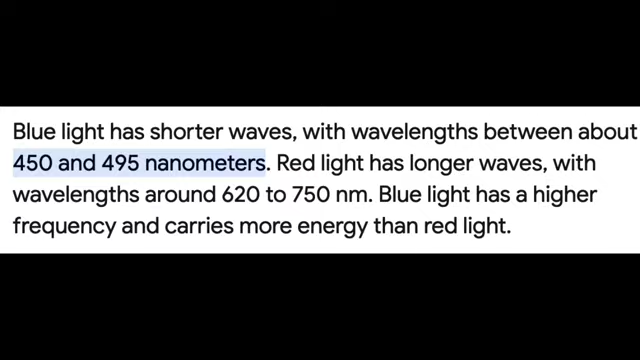 Blue light has shorter waves, with wavelengths between about
450 and 495 nanometers. Red light has longer waves, with
wavelengths around 620 to 750 nm. Blue light has a higher
frequency and carries more energy than red light.